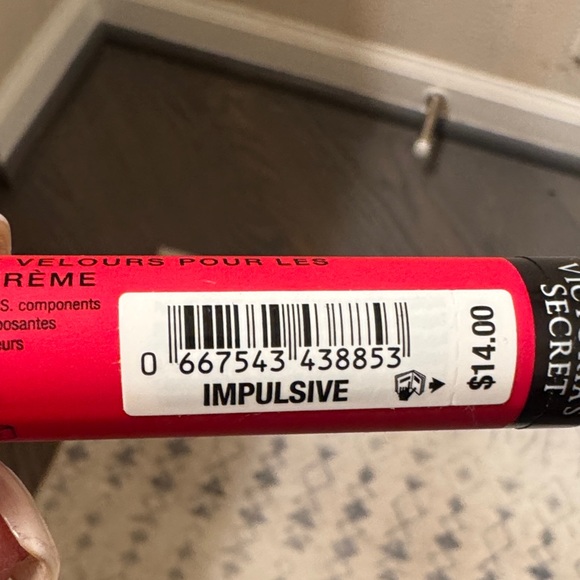 VELOURS POUR LES
RÈME
S. components
posantes
eurs
0 667543 438853
IMPULSIVE
$14.00
VICTORIA'S
SECRET